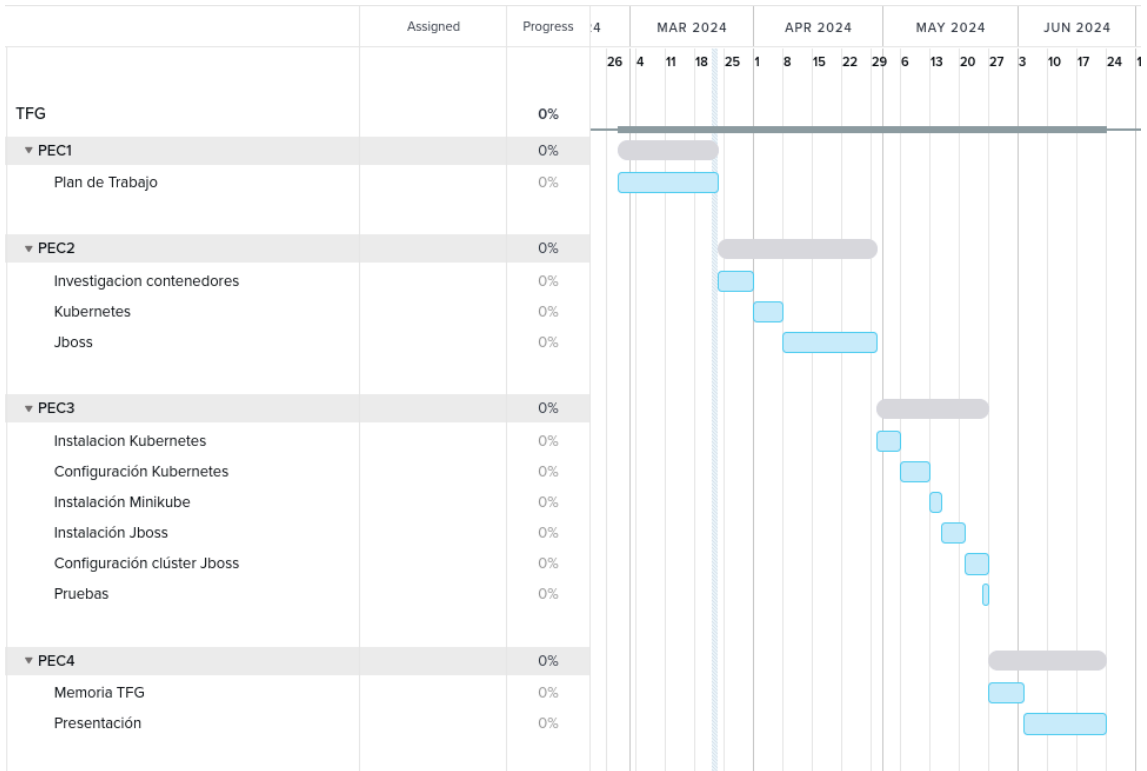 Assigned Progress :4 MAR 2024 APR 2024 MAY 2024 JUN 2024
26 4 11 18 25 1 8 15 22 29 6 13 20 27 3 10 17 24 1
TFG 0%
PEC1 0%
Plan de Trabajo 0%
PEC2 0%
Investigacion contenedores 0%
Kubernetes 0%
Jboss 0%
PEC3 0%
Instalacion Kubernetes 0%
Configuración Kubernetes 0%
Instalación Minikube 0%
Instalación Jboss 0%
Configuración clúster Jboss 0%
Pruebas 0%
PEC4 0%
Memoria TFG 0%
Presentación 0%